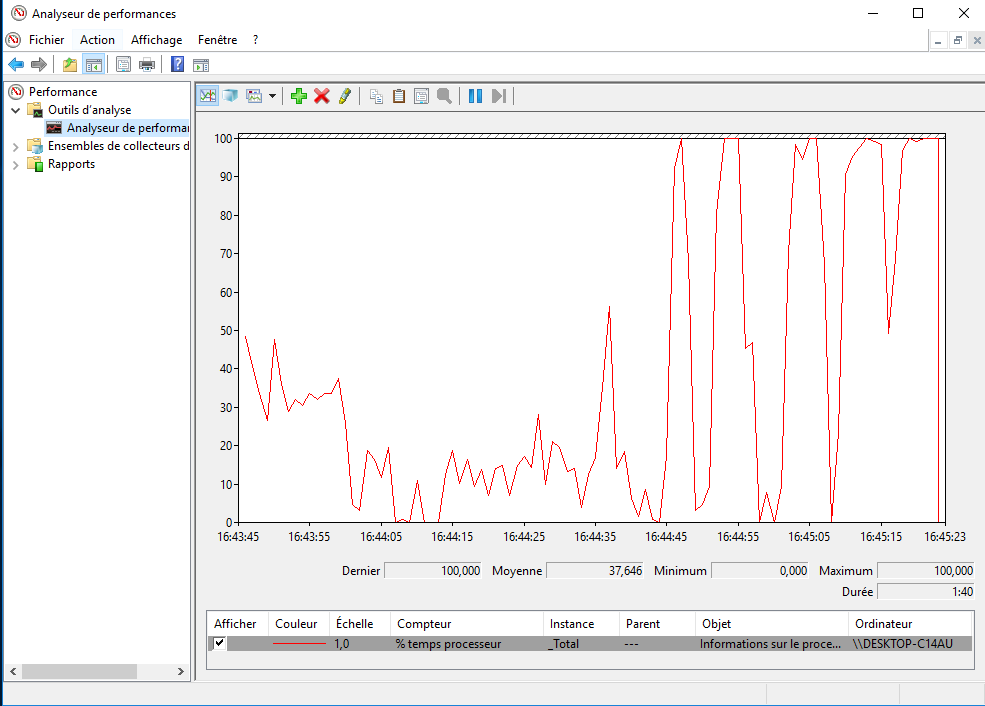 Analyseur de performances
Fichier Action Affichage Fenêtre ?
Performance
Outils d'analyse
Analyseur de performa
Ensembles de collecteurs d
Rapports
100
90
80
70
60
50
40
30
20
10
0
16:43:45 16:43:55 16:44:05 16:44:15 16:44:25 16:44:35 16:44:45 16:44:55 16:45:05 16:45:15 16:45:23
Dernier 100,000 Moyenne 37,646 Minimum 0,000 Maximum 100,000
Durée 1:40
Afficher Couleur Échelle Compteur Instance Parent Objet Ordinateur
1,0 % temps processeur _Total --- Informations sur le proce... \\DESKTOP-C14AU